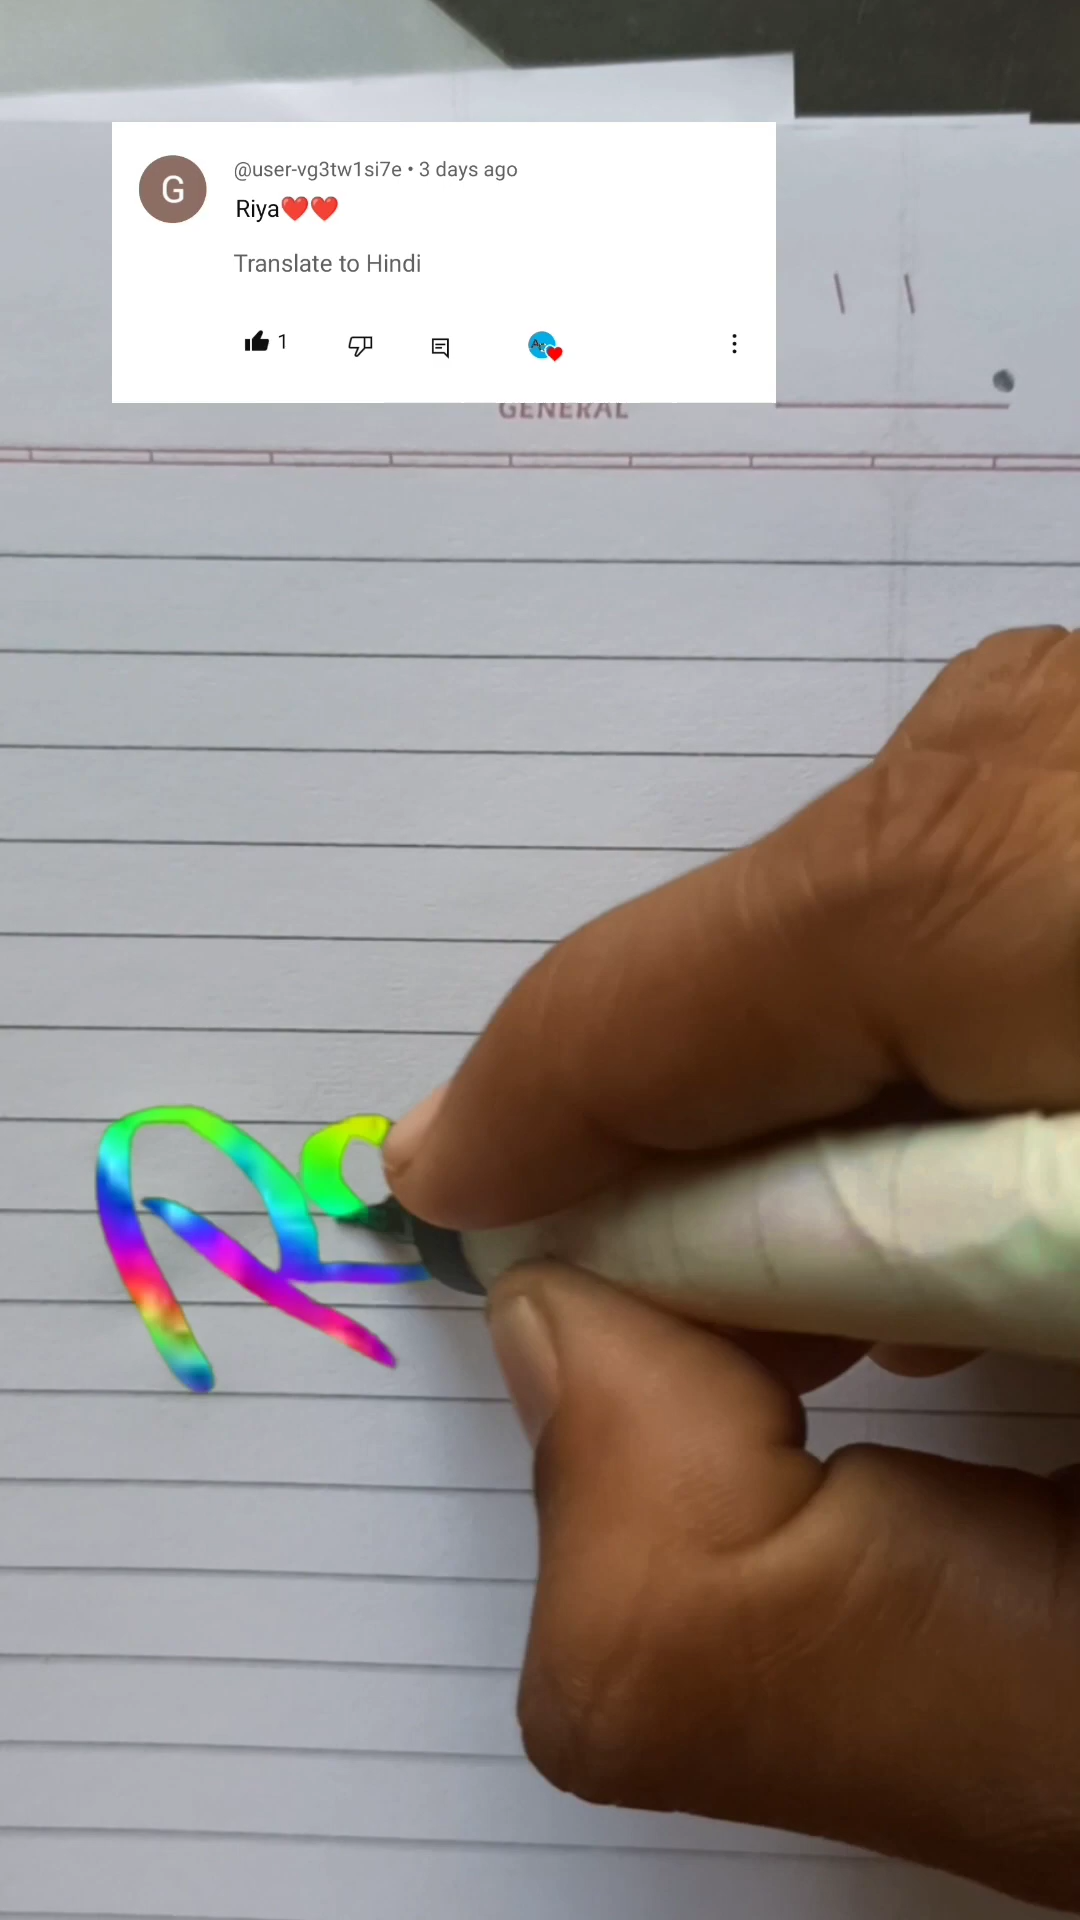 G
@user-vg3tw1si7e • 3 days ago
Riya❤️❤️
Translate to Hindi
1
GENERAL
R